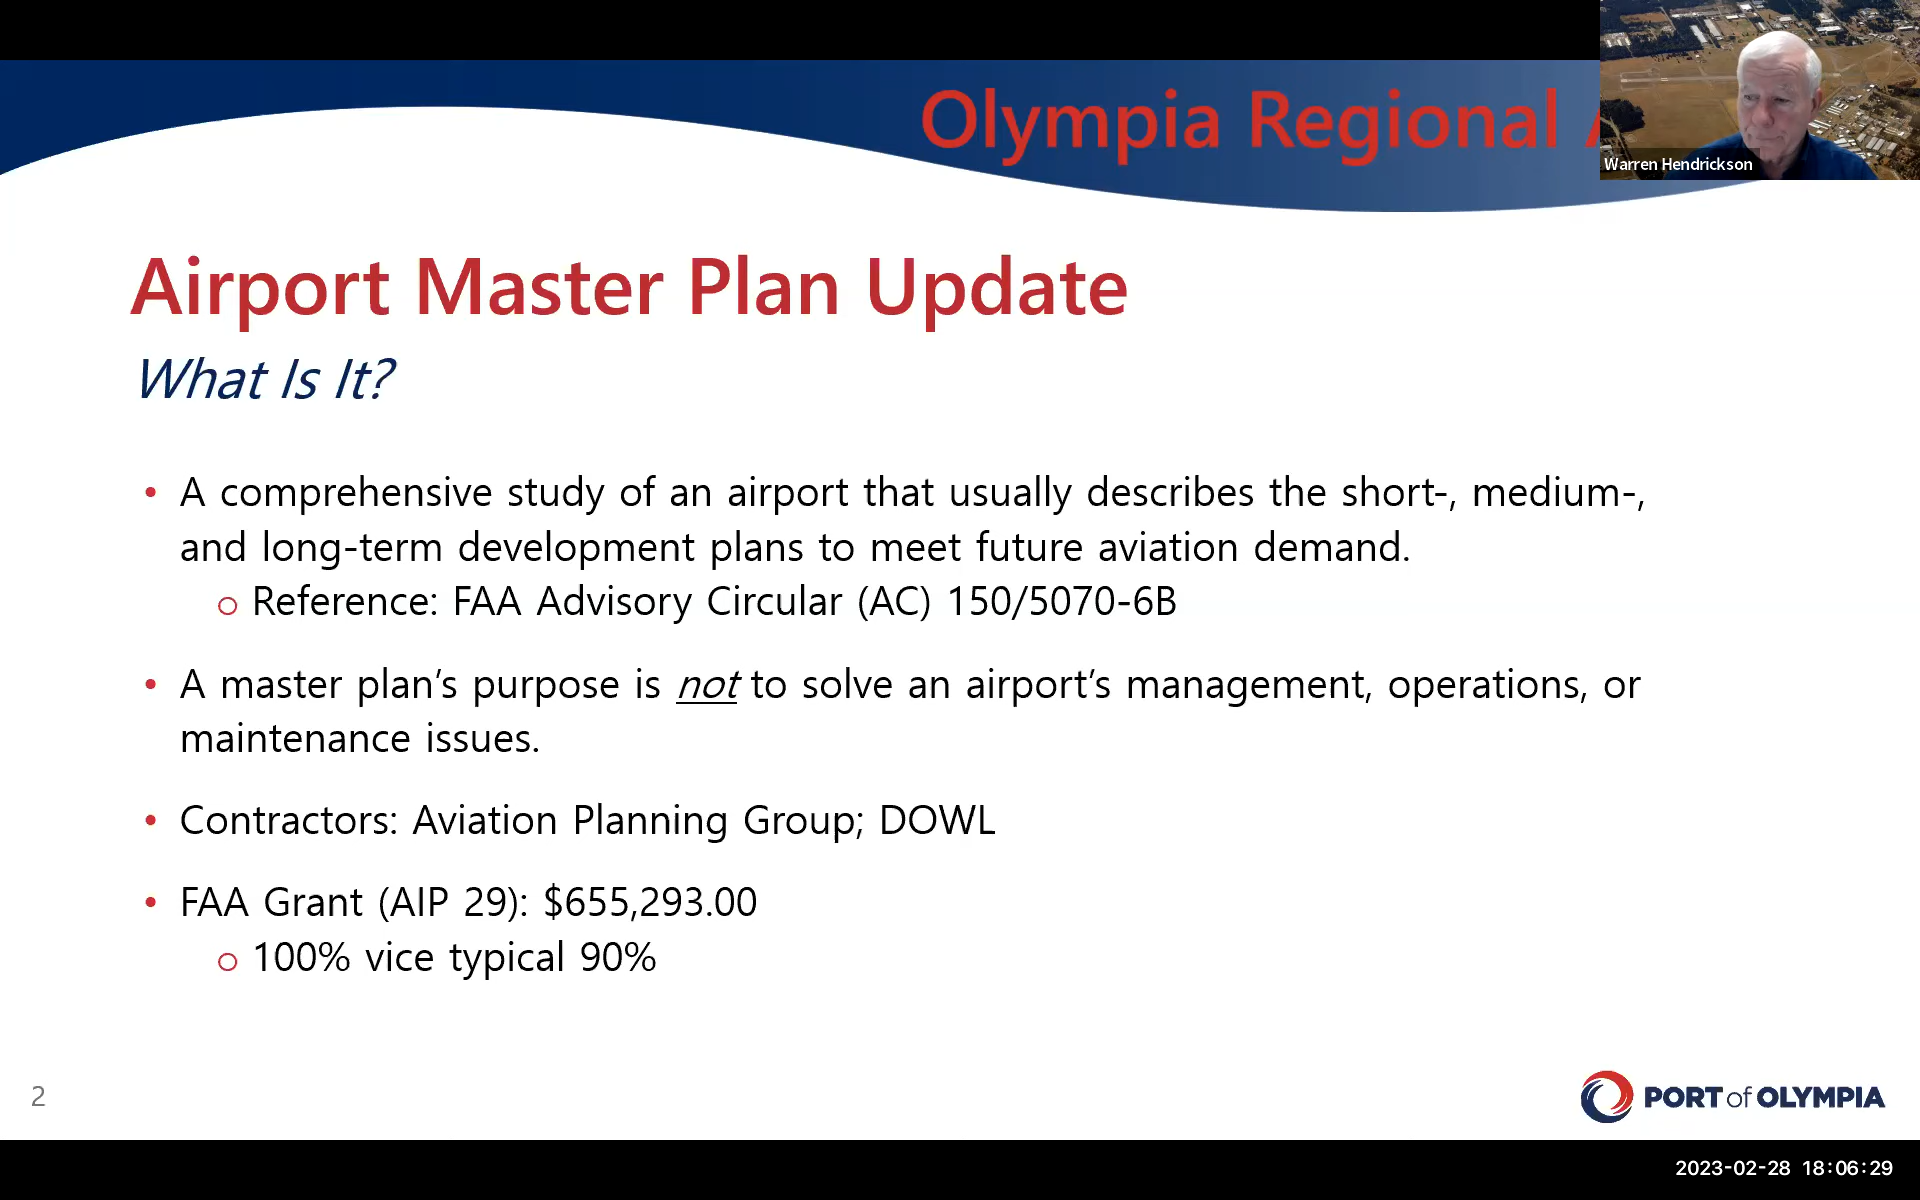 Olympia Regional
Warren Hendrickson
Airport Master Plan Update
What Is It?
• A comprehensive study of an airport that usually describes the short-, medium-,
and long-term development plans to meet future aviation demand.
o Reference: FAA Advisory Circular (AC) 150/5070-6B
• A master plan’s purpose is not to solve an airport’s management, operations, or
maintenance issues.
• Contractors: Aviation Planning Group; DOWL
• FAA Grant (AIP 29): $655,293.00
o 100% vice typical 90%
2
PORT of OLYMPIA
2023-02-28 18:06:29